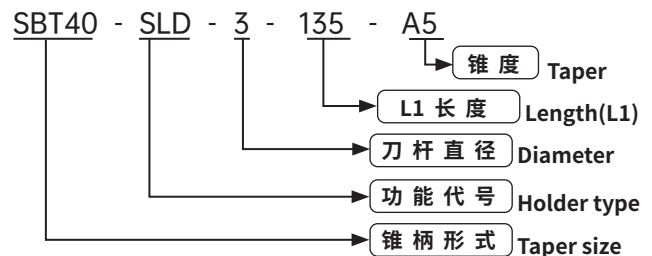 SBT40 - SLD - 3 - 135 - A5
锥度 Taper
L1 长度 Length(L1)
刀杆直径 Diameter
功能代号 Holder type
锥柄形式 Taper size